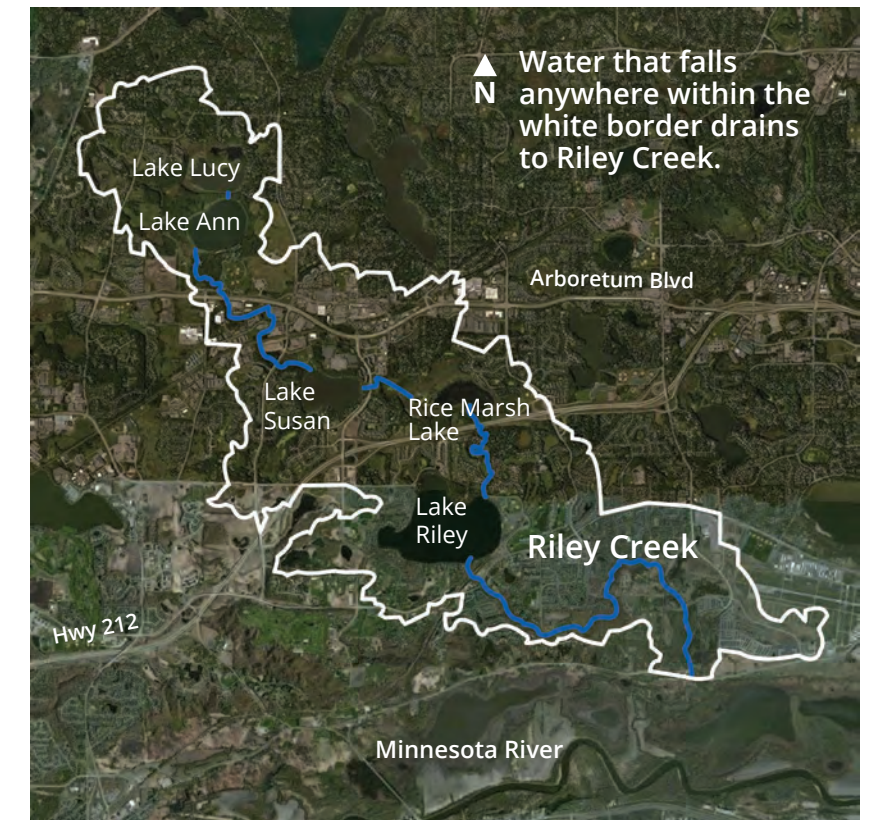 Water that falls
N anywhere within the
white border drains
to Riley Creek.
Lake Lucy
Lake Ann
Arboretum Blvd
Lake
Susan
Rice Marsh
Lake
Lake
Riley
Riley Creek
Hwy 212
Minnesota River